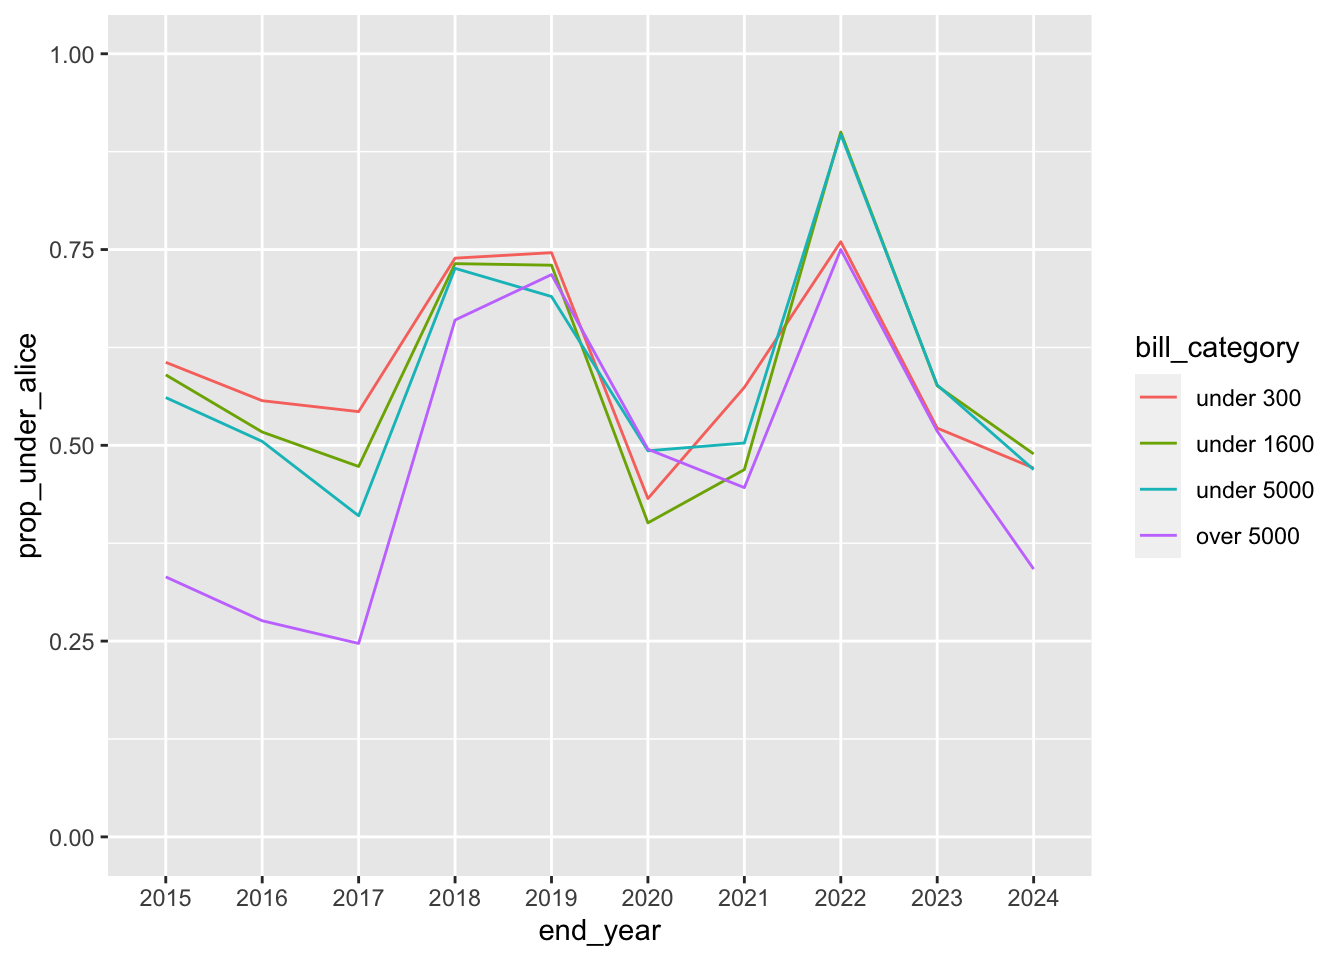 1.00
0.75
0.50
0.25
0.00
prop_under_alice
2015 2016 2017 2018 2019 2020 2021 2022 2023 2024
end_year
bill_category
under 300
under 1600
under 5000
over 5000